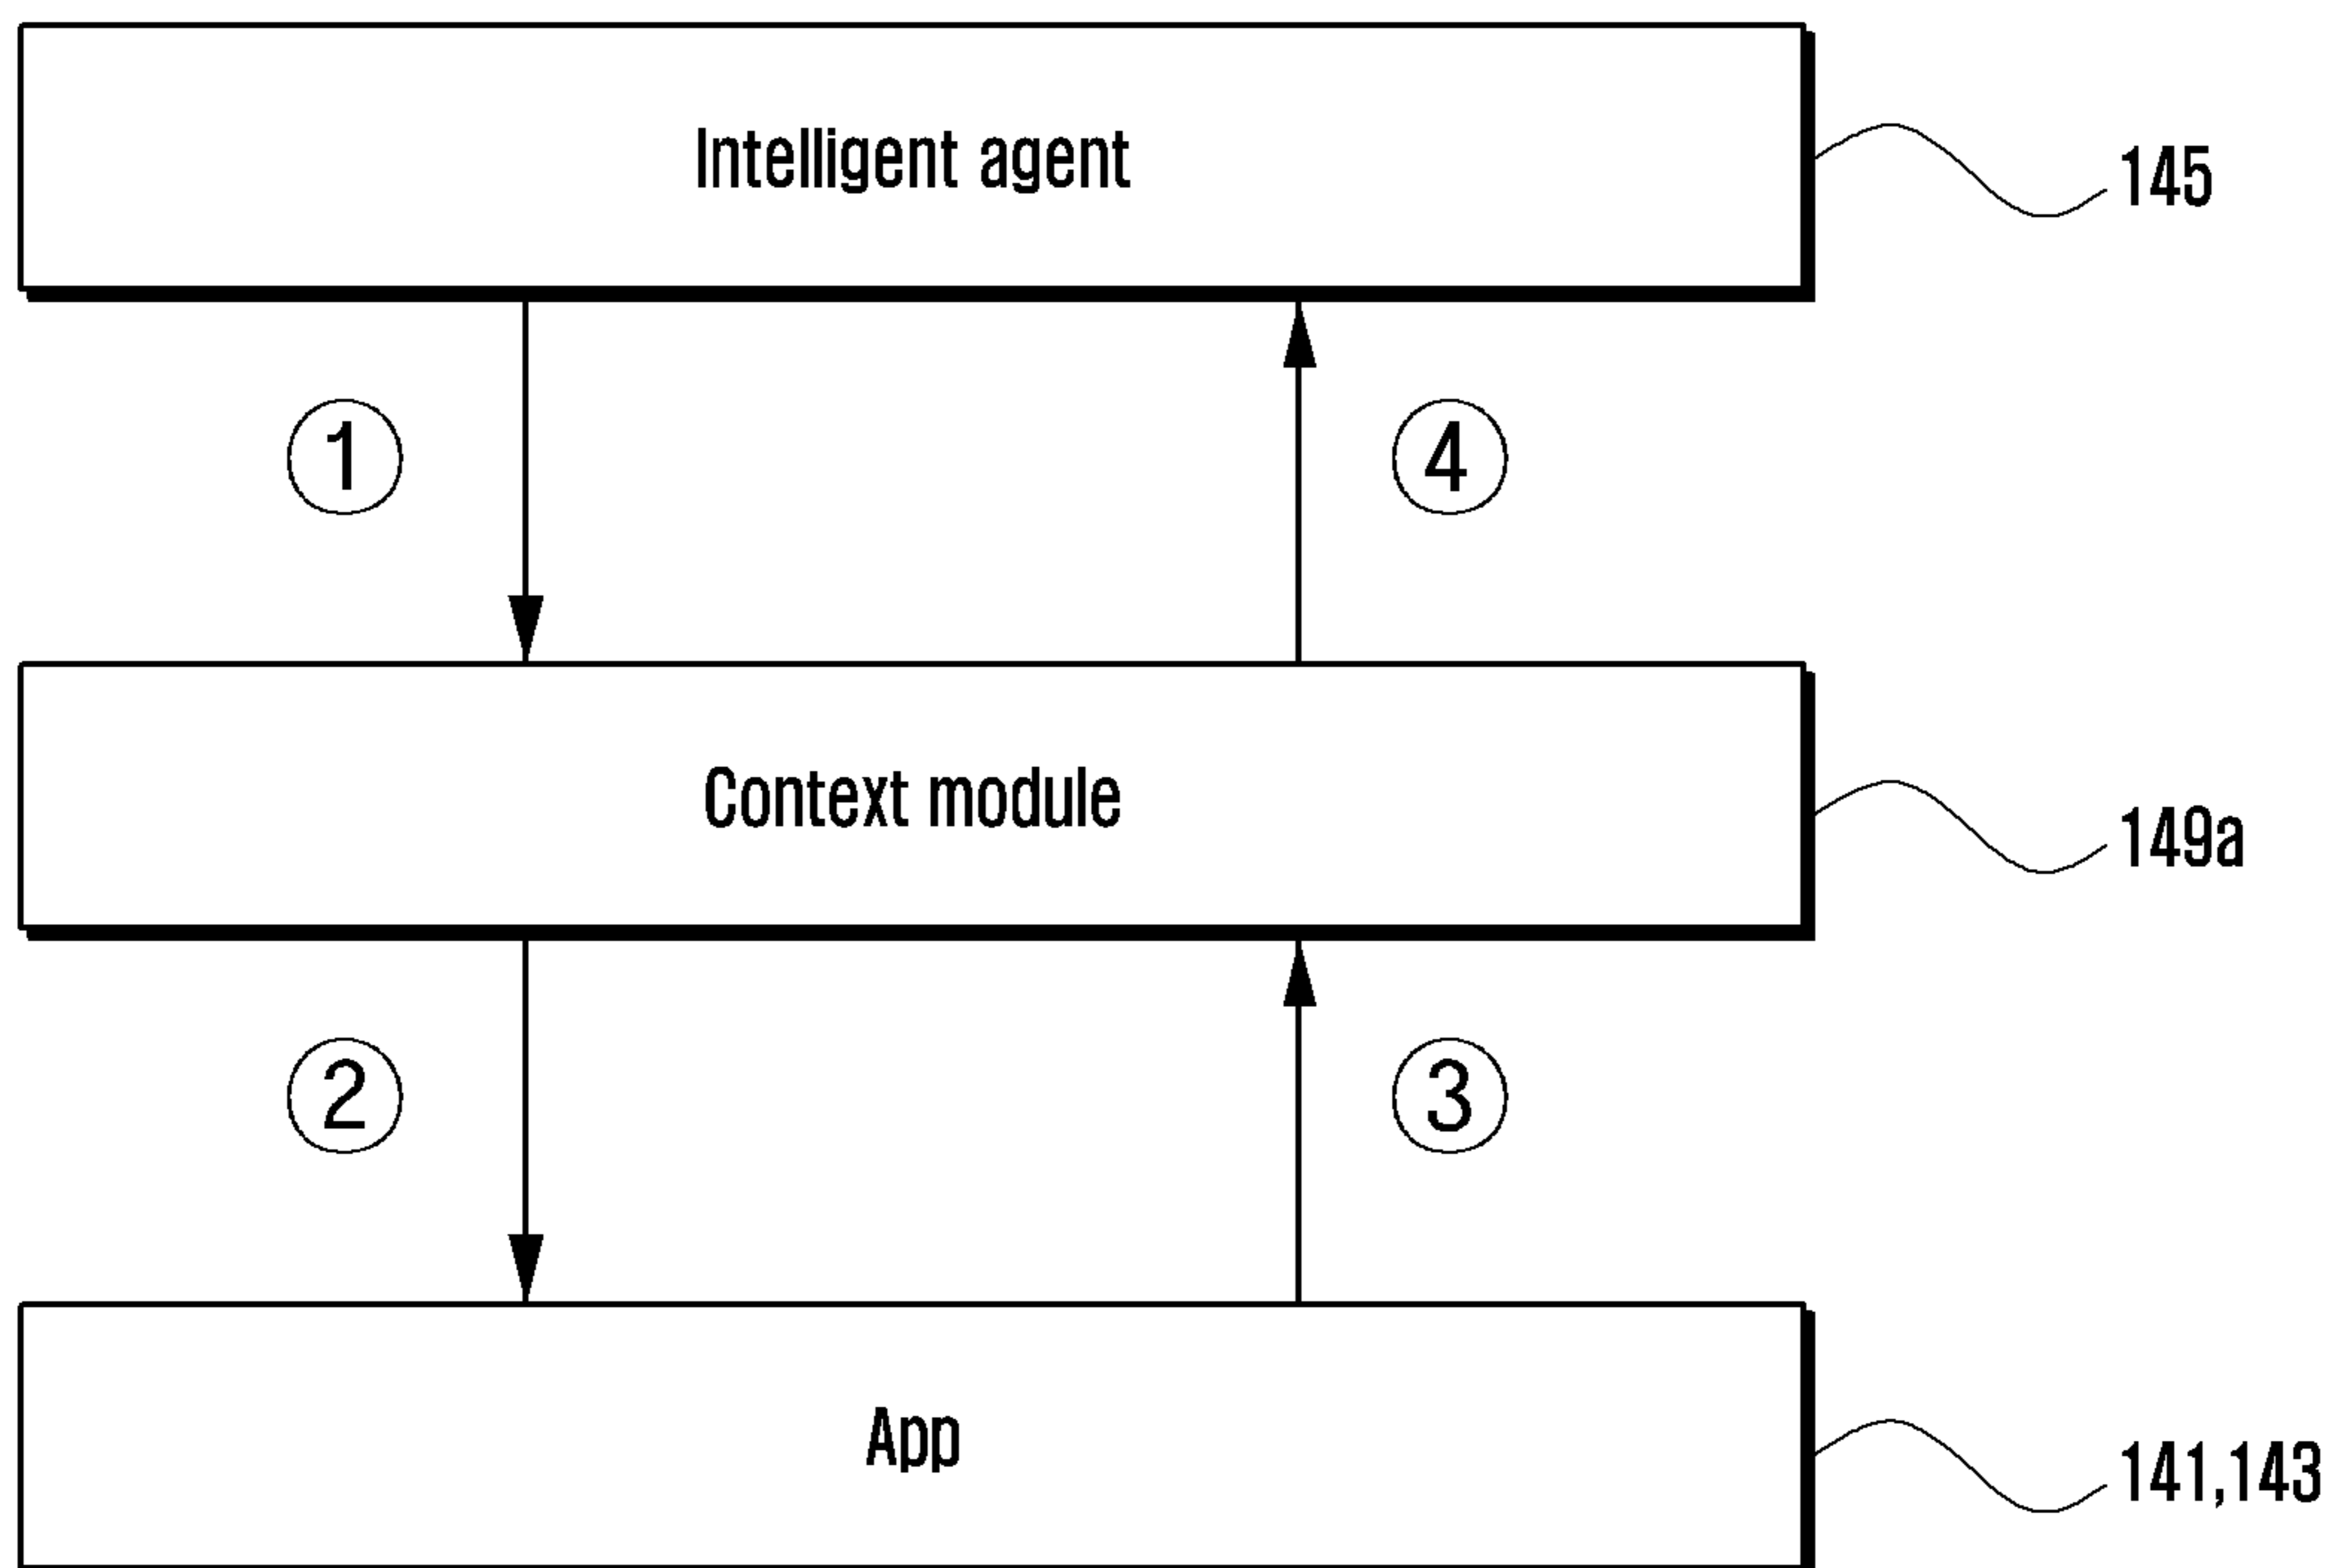 Intelligent agent
145
① ④
Context module
149a
② ③
App
141,143